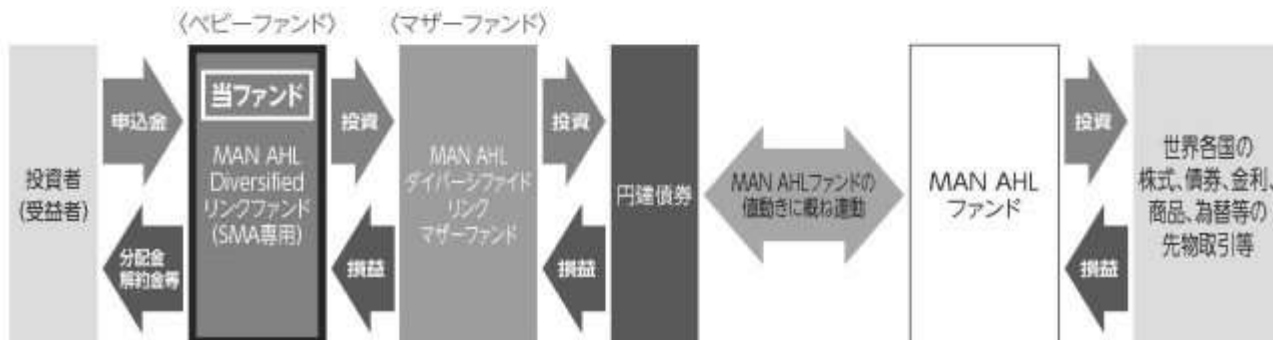 〈ベビーファンド〉
〈マザーファンド〉
投資者
(受益者)
申込金
分配金
解約金等
当ファンド
MAN AHL
Diversified
リンクファンド
(SMA専用)
投資
損益
MAN AHL
ダイバーシファイド
リンク
マザーファンド
投資
損益
円建債券
MAN AHLファンドの
値動きに概ね連動
MAN AHL
ファンド
投資
損益
世界各国の
株式、債券、金利、
商品、為替等の
先物取引等